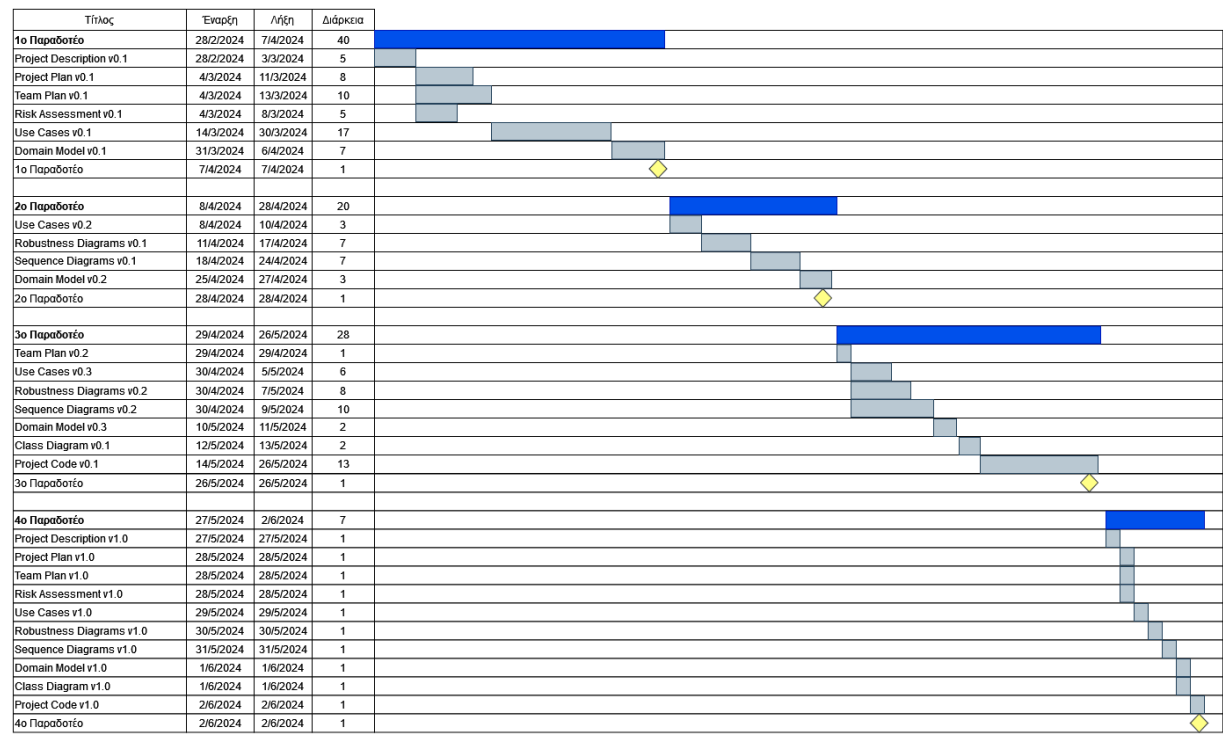 Τίτλος Έναρξη Λήξη Διάρκεια
1ο Παραδοτέο 28/2/2024 7/4/2024 40
Project Description v0.1 28/2/2024 3/3/2024 5
Project Plan v0.1 4/3/2024 11/3/2024 8
Team Plan v0.1 4/3/2024 13/3/2024 10
Risk Assessment v0.1 4/3/2024 8/3/2024 5
Use Cases v0.1 14/3/2024 30/3/2024 17
Domain Model v0.1 31/3/2024 6/4/2024 7
1ο Παραδοτέο 7/4/2024 7/4/2024 1
2ο Παραδοτέο 8/4/2024 28/4/2024 20
Use Cases v0.2 8/4/2024 10/4/2024 3
Robustness Diagrams v0.1 11/4/2024 17/4/2024 7
Sequence Diagrams v0.1 18/4/2024 24/4/2024 7
Domain Model v0.2 25/4/2024 27/4/2024 3
2ο Παραδοτέο 28/4/2024 28/4/2024 1
3ο Παραδοτέο 29/4/2024 26/5/2024 28
Team Plan v0.2 29/4/2024 29/4/2024 1
Use Cases v0.3 30/4/2024 5/5/2024 6
Robustness Diagrams v0.2 30/4/2024 7/5/2024 8
Sequence Diagrams v0.2 30/4/2024 9/5/2024 10
Domain Model v0.3 10/5/2024 11/5/2024 2
Class Diagram v0.1 12/5/2024 13/5/2024 2
Project Code v0.1 14/5/2024 26/5/2024 13
3ο Παραδοτέο 26/5/2024 26/5/2024 1
4ο Παραδοτέο 27/5/2024 2/6/2024 7
Project Description v1.0 27/5/2024 27/5/2024 1
Project Plan v1.0 28/5/2024 28/5/2024 1
Team Plan v1.0 28/5/2024 28/5/2024 1
Risk Assessment v1.0 28/5/2024 28/5/2024 1
Use Cases v1.0 29/5/2024 29/5/2024 1
Robustness Diagrams v1.0 30/5/2024 30/5/2024 1
Sequence Diagrams v1.0 31/5/2024 31/5/2024 1
Domain Model v1.0 1/6/2024 1/6/2024 1
Class Diagram v1.0 1/6/2024 1/6/2024 1
Project Code v1.0 2/6/2024 2/6/2024 1
4ο Παραδοτέο 2/6/2024 2/6/2024 1